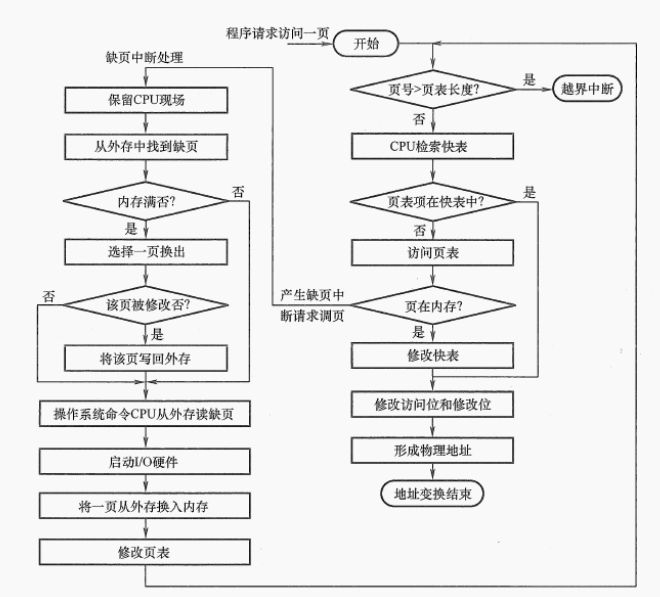 程序请求访问一页
开始
缺页中断处理
保留CPU现场
从外存中找到缺页
内存满否?
否
是
选择一页换出
否
该页被修改否?
是
将该页写回外存
操作系统命令CPU从外存读缺页
启动I/O硬件
将一页从外存换入内存
修改页表
页号>页表长度?
是
越界中断
否
CPU检索快表
页表项在快表中?
是
否
访问页表
产生缺页中
断请求调页
页在内存?
是
修改快表
修改访问位和修改位
形成物理地址
地址变换结束